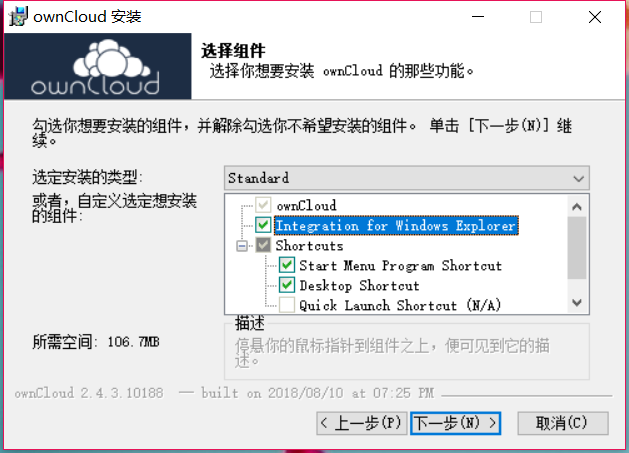 ownCloud 安装
ownCloud
选择组件
选择你想要安装 ownCloud 的那些功能。
勾选你想要安装的组件，并解除勾选你不希望安装的组件。 单击 [下一步(N)] 继
续。
选定安装的类型:
Standard
或者，自定义选定想安装
的组件:
ownCloud
Integration for Windows Explorer
Shortcuts
Start Menu Program Shortcut
Desktop Shortcut
Quick Launch Shortcut (N/A)
所需空间: 106.7MB
描述
停悬你的鼠标指针到组件之上，便可见到它的描
述。
ownCloud 2.4.3.10188 — built on 2018/08/10 at 07:25 PM
< 上一步(P)
下一步(N) >
取消(C)